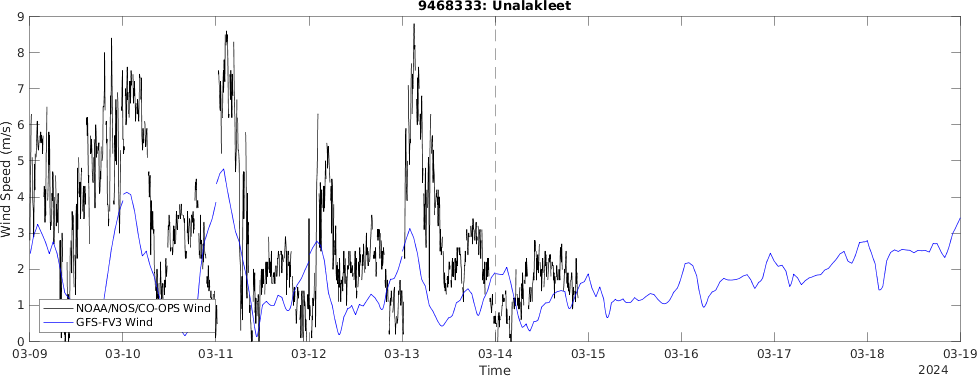 9468333: Unalakleet
9
8
7
6
5
4
3
2
1
0
Wind Speed (m/s)
NOAA/NOS/CO-OPS Wind
GFS-FV3 Wind
03-09 03-10 03-11 03-12 03-13 03-14 03-15 03-16 03-17 03-18 03-19
Time
2024